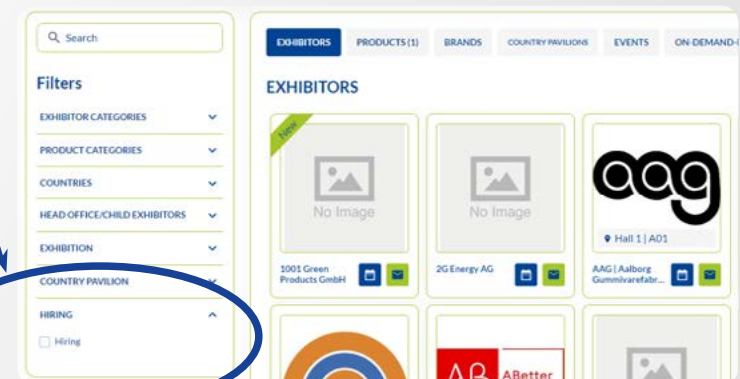 Search
Filters
EXHIBITOR CATEGORIES
PRODUCT CATEGORIES
COUNTRIES
HEAD OFFICE/CHILD EXHIBITORS
EXHIBITION
COUNTRY PAVILION
HIRING
Hiring
EXHIBITORS PRODUCTS (1) BRANDS COUNTRY PAVILIONS EVENTS ON-DEMAND-
EXHIBITORS
New
No Image
1001 Green
Products GmbH
No Image
2G Energy AG
aag
Hall 1 | A01
AAG | Aalborg
Gummivarefabr...
AB ABetter